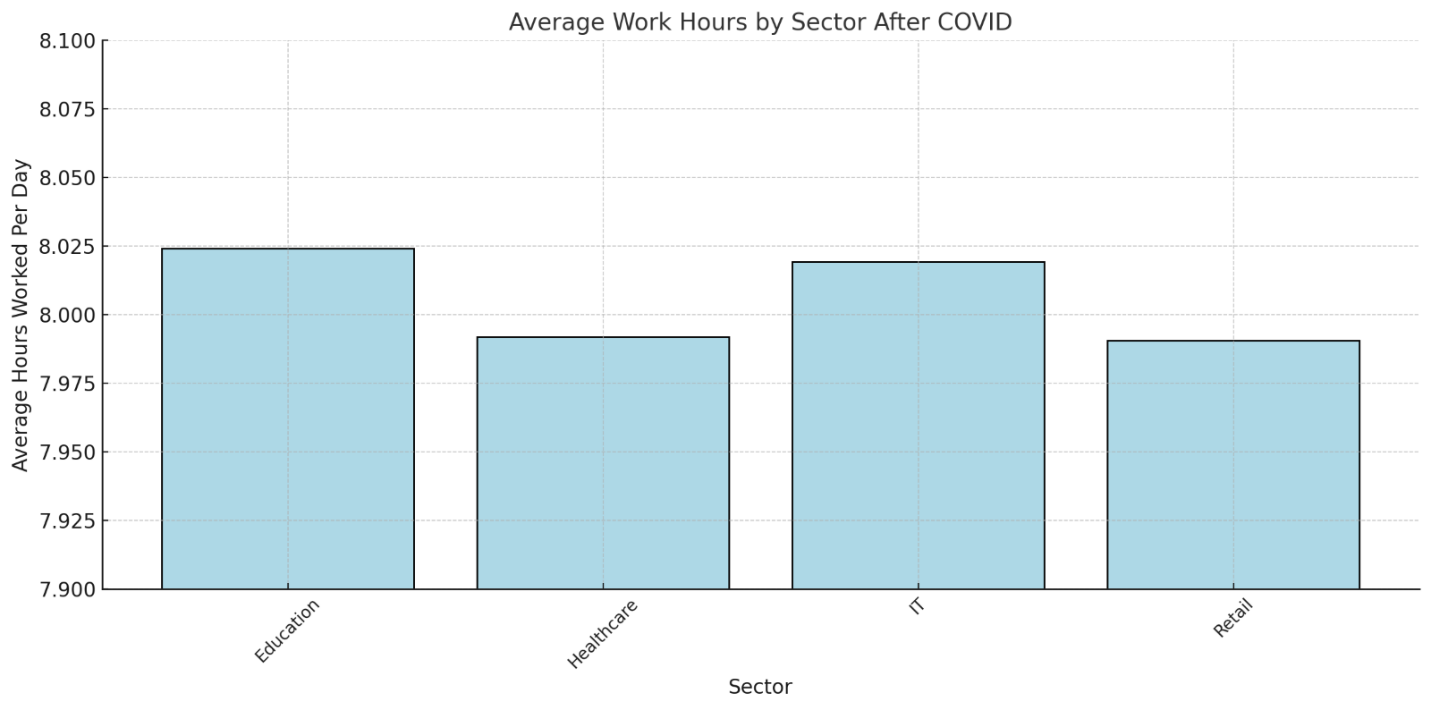 Average Work Hours by Sector After COVID
Average Hours Worked Per Day
8.100
8.075
8.050
8.025
8.000
7.975
7.950
7.925
7.900
Education
Healthcare
IT
Retail
Sector